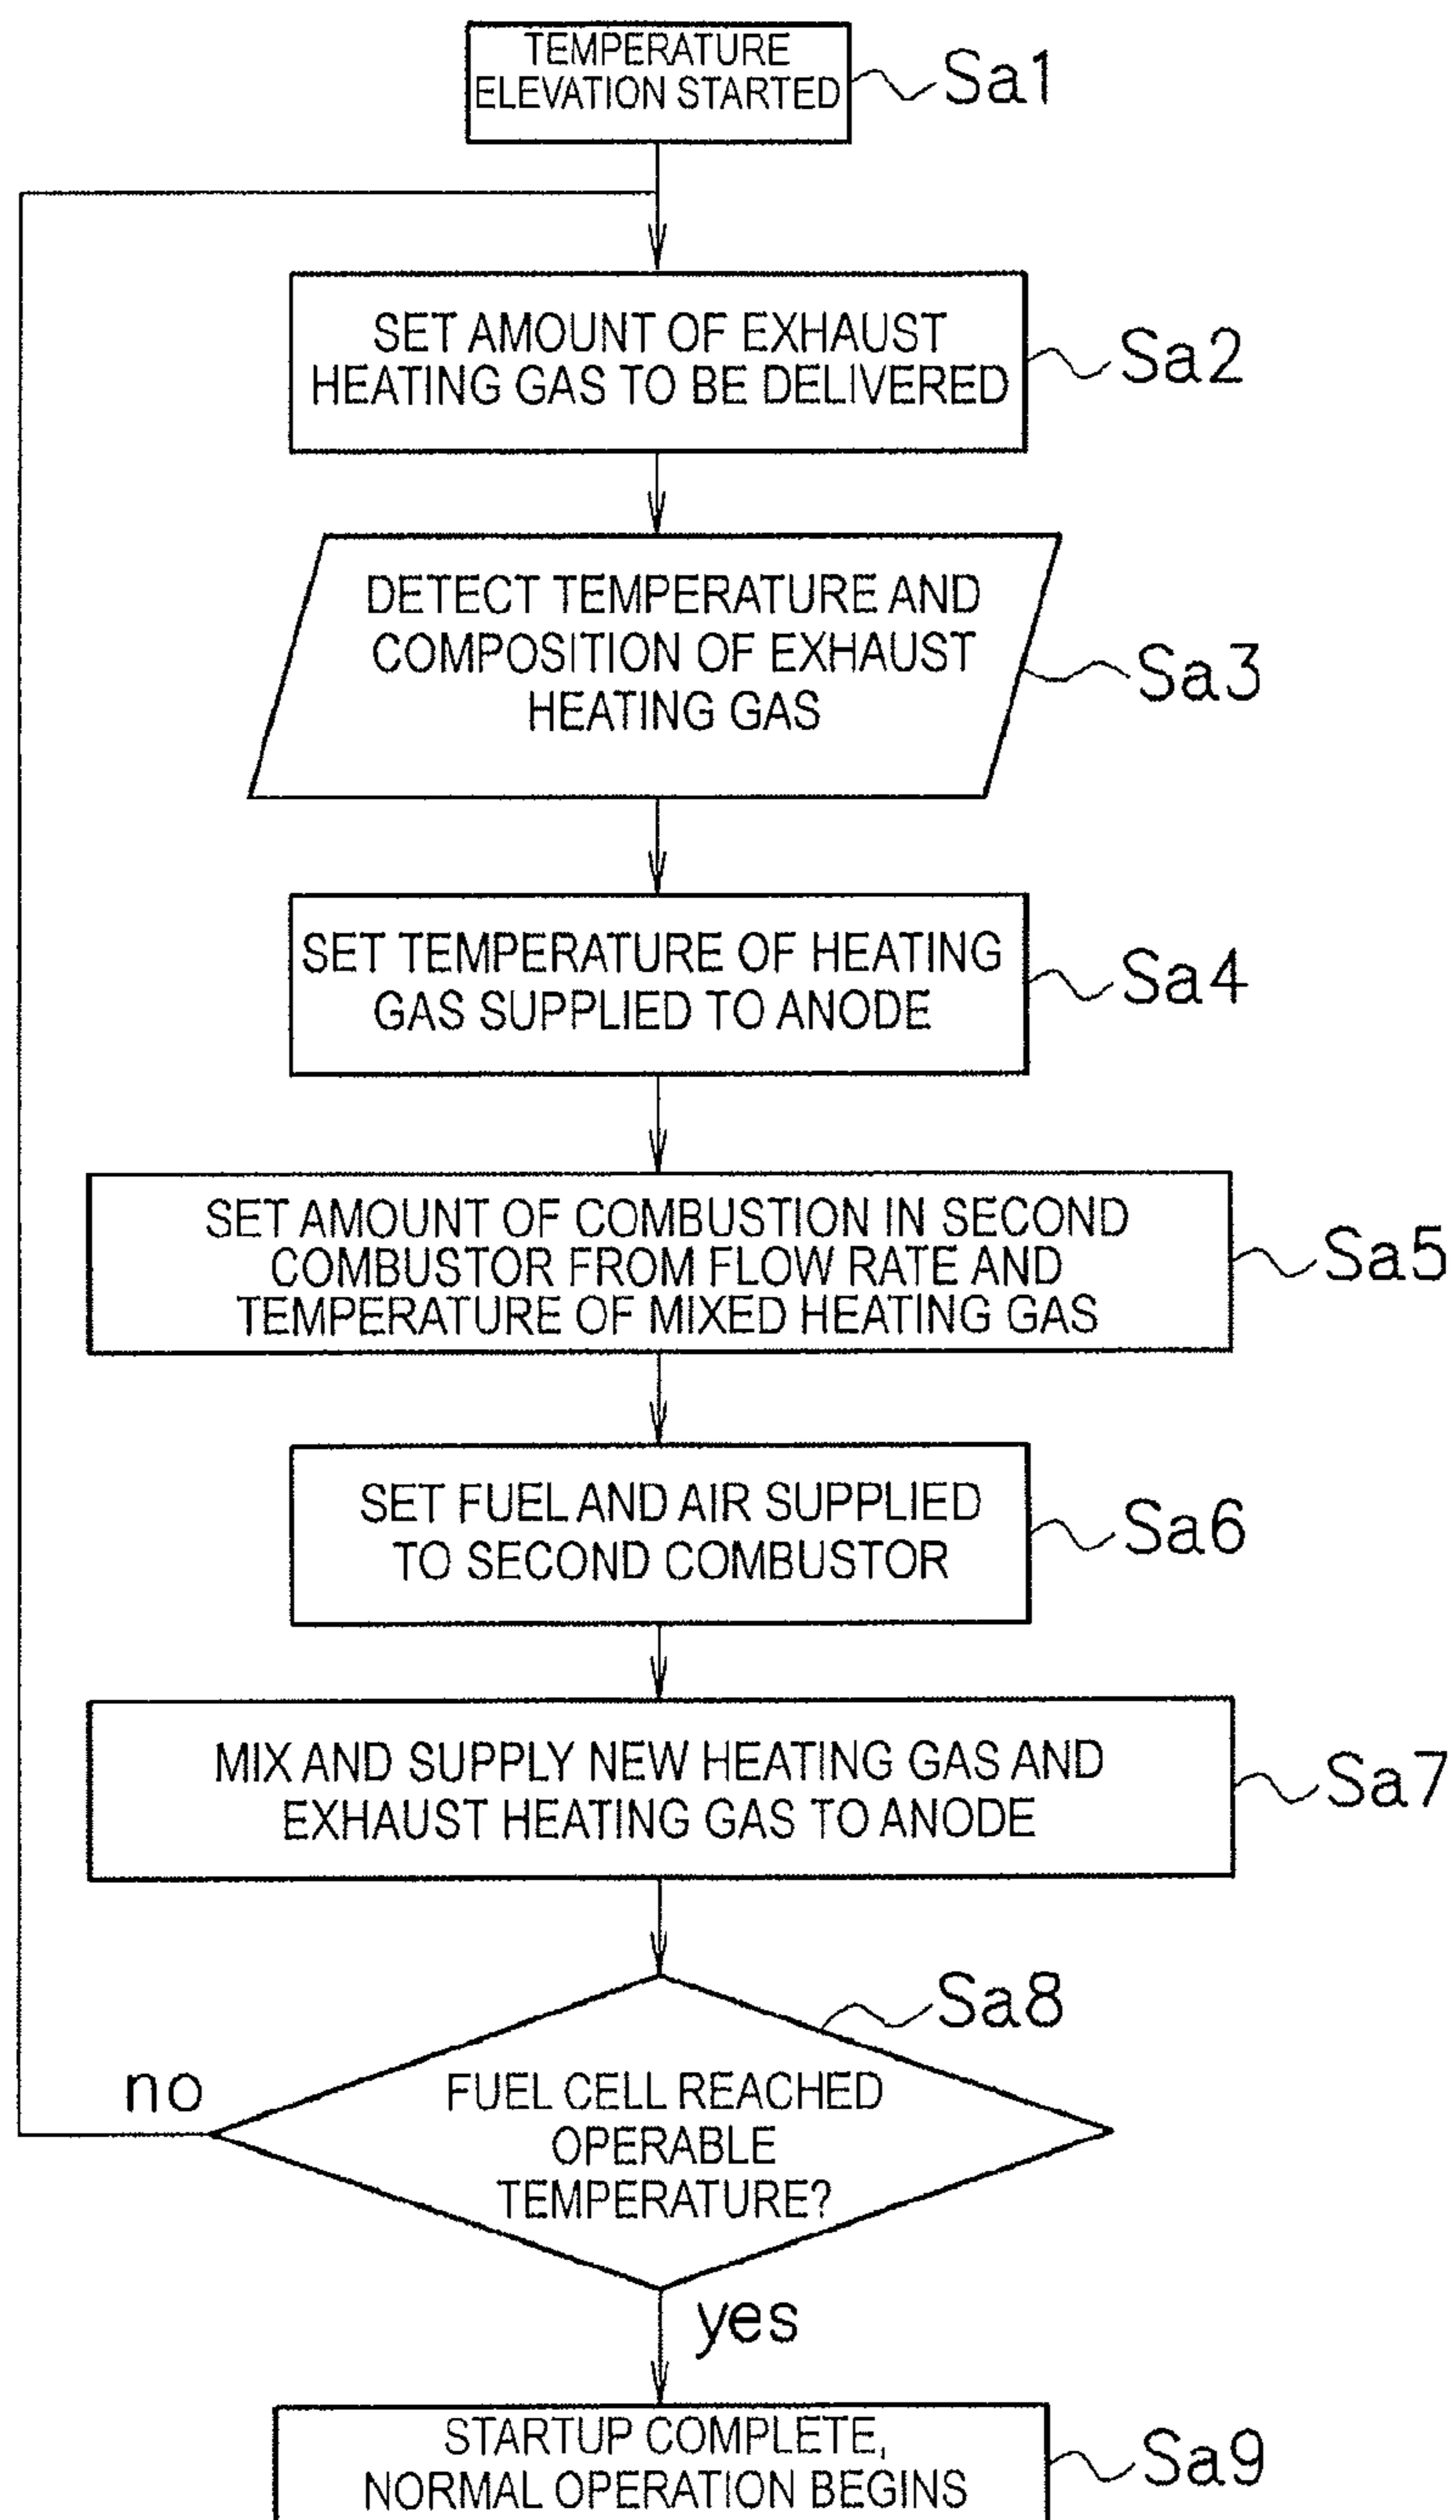 TEMPERATURE
ELEVATION STARTED
Sa1
SET AMOUNT OF EXHAUST
HEATING GAS TO BE DELIVERED
Sa2
DETECT TEMPERATURE AND
COMPOSITION OF EXHAUST
HEATING GAS
Sa3
SET TEMPERATURE OF HEATING
GAS SUPPLIED TO ANODE
Sa4
SET AMOUNT OF COMBUSTION IN SECOND
COMBUSTOR FROM FLOW RATE AND
TEMPERATURE OF MIXED HEATING GAS
Sa5
SET FUEL AND AIR SUPPLIED
TO SECOND COMBUSTOR
Sa6
MIX AND SUPPLY NEW HEATING GAS AND
EXHAUST HEATING GAS TO ANODE
Sa7
Sa8
no
FUEL CELL REACHED
OPERABLE
TEMPERATURE?
yes
STARTUP COMPLETE,
NORMAL OPERATION BEGINS
Sa9